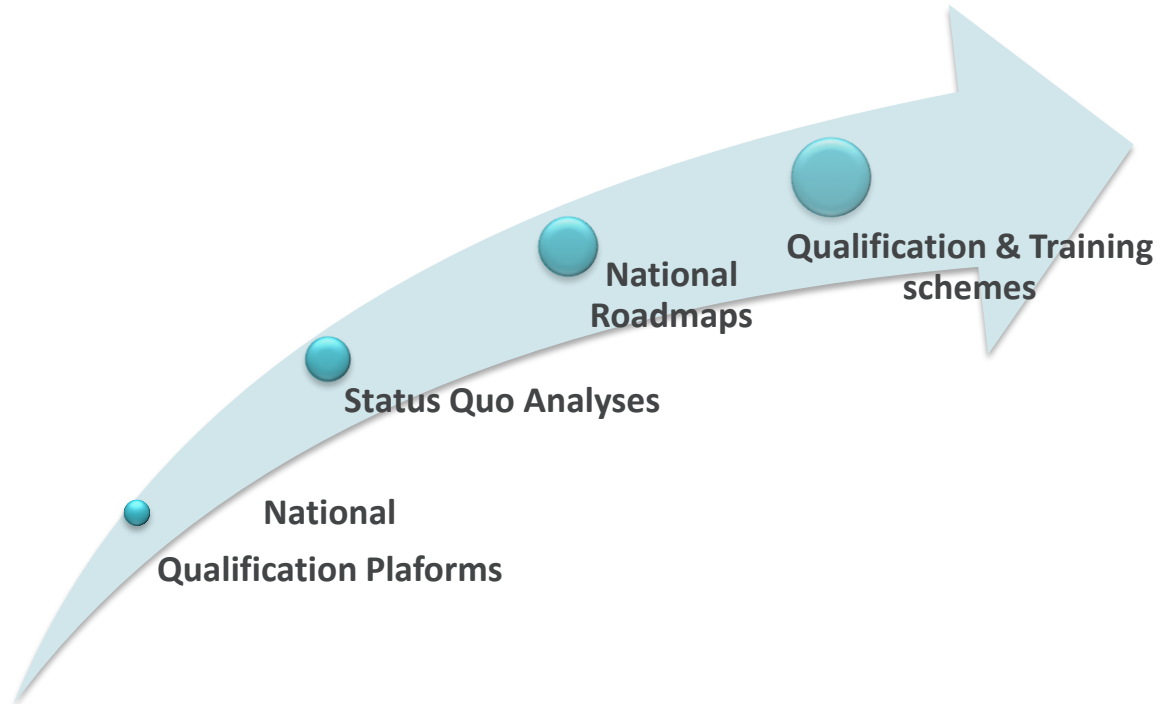 Qualification & Training
schemes
National
Roadmaps
Status Quo Analyses
National
Qualification Plaforms